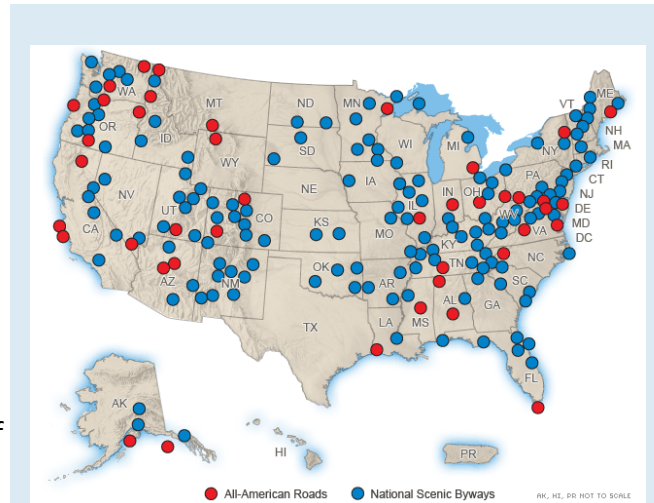 WA
MT
ND
MN
VT
ME
OR
ID
SD
WI
MI
NY
NH
MA
WY
RI
CT
NV
NE
IA
PA
NJ
UT
CO
IL
IN
OH
DE
CA
KS
MO
WV
VA
MD
DC
KY
OK
TN
NC
AZ
NM
AR
SC
TX
LA
MS
AL
GA
FL
AK
HI
PR
f
All-American Roads
National Scenic Byways
AK, HI, PR NOT TO SCALE